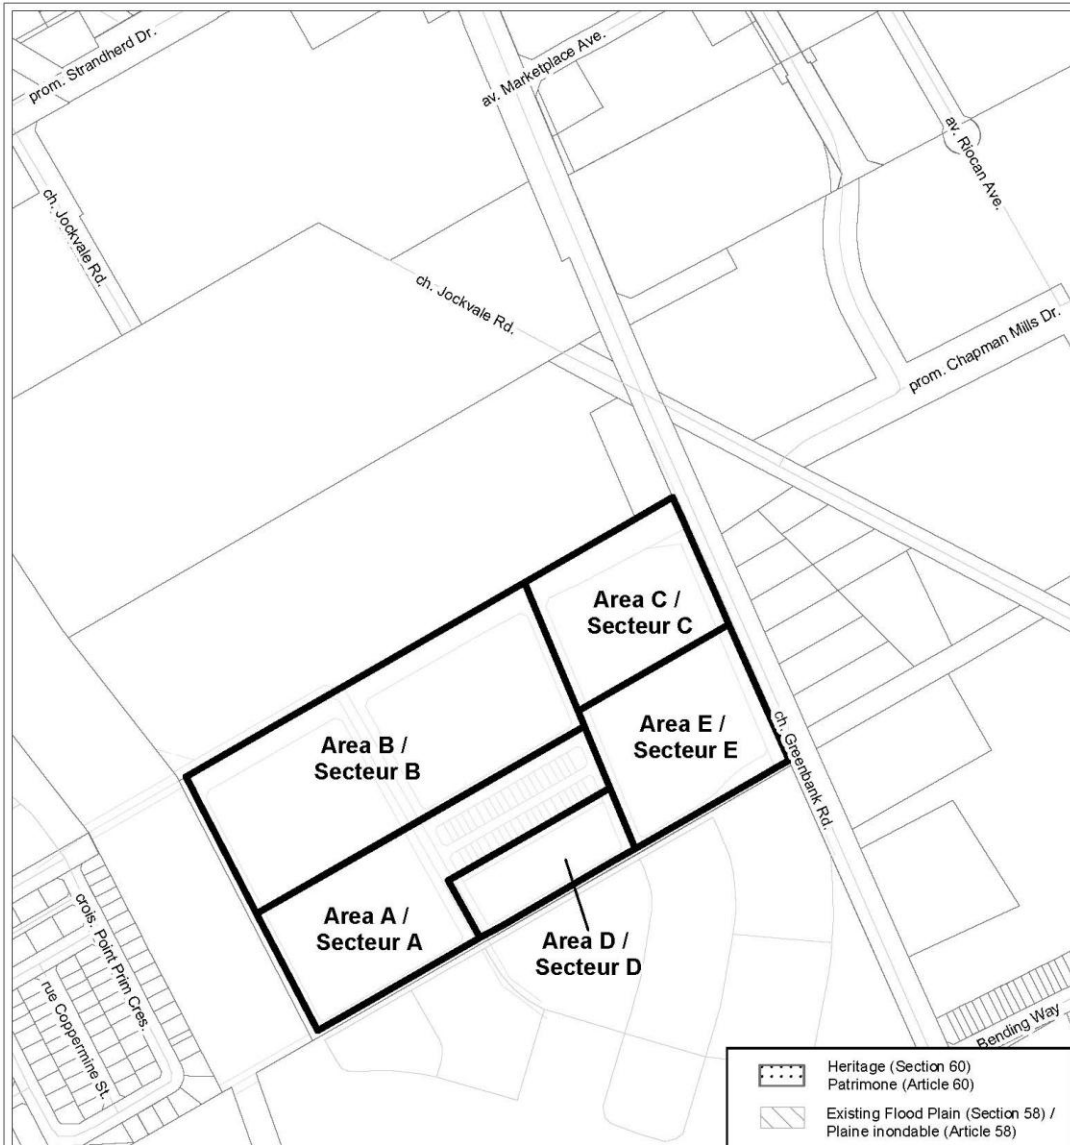 prom. Strandherd Dr.
av. Marketplace Ave.
av. Riocan Ave.
ch. Jockvale Rd.
ch. Jockvale Rd.
prom. Chapman Mills Dr.
Area C /
Secteur C
Area E /
Secteur E
ch. Greenbank Rd.
Area B /
Secteur B
Area A /
Secteur A
Area D /
Secteur D
crois. Point Prim Cres.
rue Coppermine St.
Bending Way
Heritage (Section 60)
Patrimone (Article 60)
Existing Flood Plain (Section 58) /
Plaine inondable (Article 58)